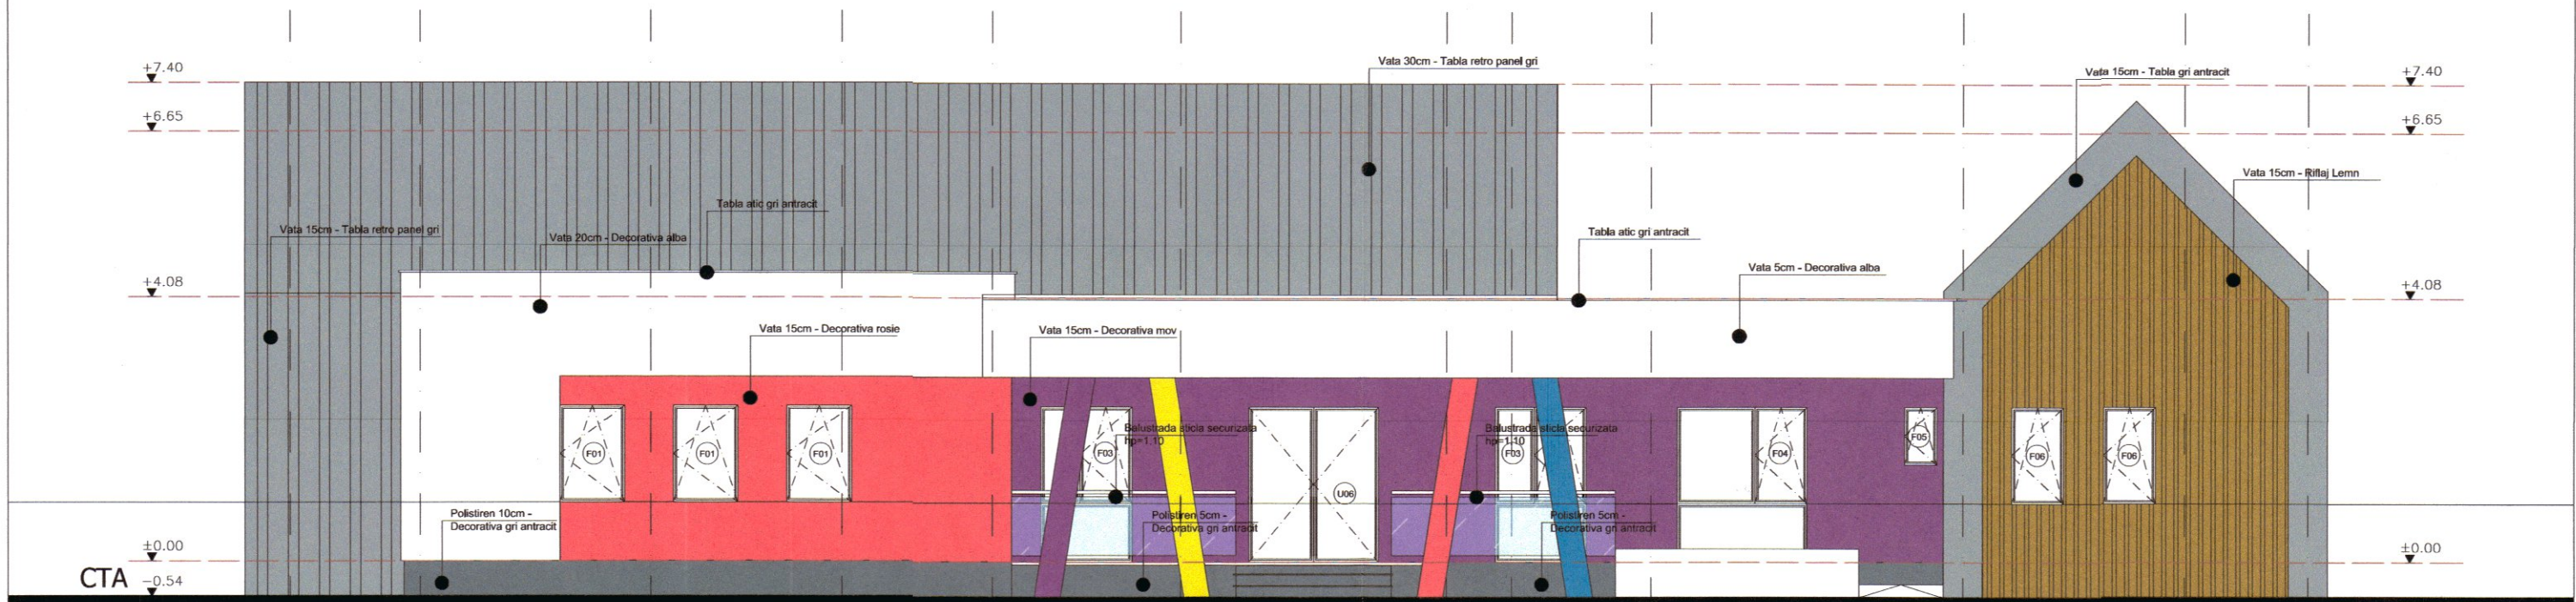 Vata 30cm - Tabla retro panel gri
+7.40
Vata 15cm - Tabla gri antracit
+7.40
+6.65
+6.65
Vata 15cm - Riflaj Lemn
Tabla atic gri antracit
Vata 15cm - Tabla retro panel gri
Vata 20cm - Decorativa alba
Tabla atic gri antracit
Vata 5cm - Decorativa alba
+4.08
+4.08
Vata 15cm - Decorativa rosie
Vata 15cm - Decorativa mov
Balustrada sticla securizata
hp=1,10
Balustrada sticla securizata
hp=1,10
F01
F01
F01
F03
F03
F04
F05
F06
F06
U06
Polistiren 10cm -
Decorativa gri antracit
Polistiren 5cm -
Decorativa gri antracit
Polistiren 5cm -
Decorativa gri antracit
±0.00
±0.00
CTA
-0.54